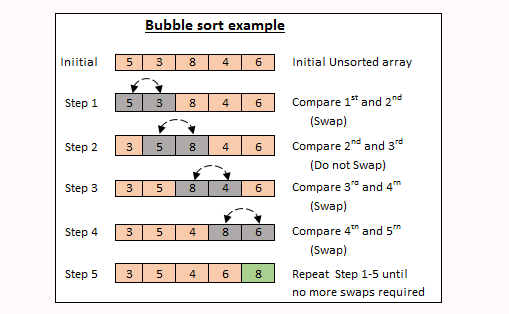 Bubble sort example
Iniitial 5 3 8 4 6 Initial Unsorted array
Step 1 5 3 8 4 6 Compare 1st and 2nd
(Swap)
Step 2 3 5 8 4 6 Compare 2nd and 3rd
(Do not Swap)
Step 3 3 5 8 4 6 Compare 3rd and 4rn
(Swap)
Step 4 3 5 4 8 6 Compare 4tn and 5rn
(Swap)
Step 5 3 5 4 6 8 Repeat Step 1-5 until
no more swaps required